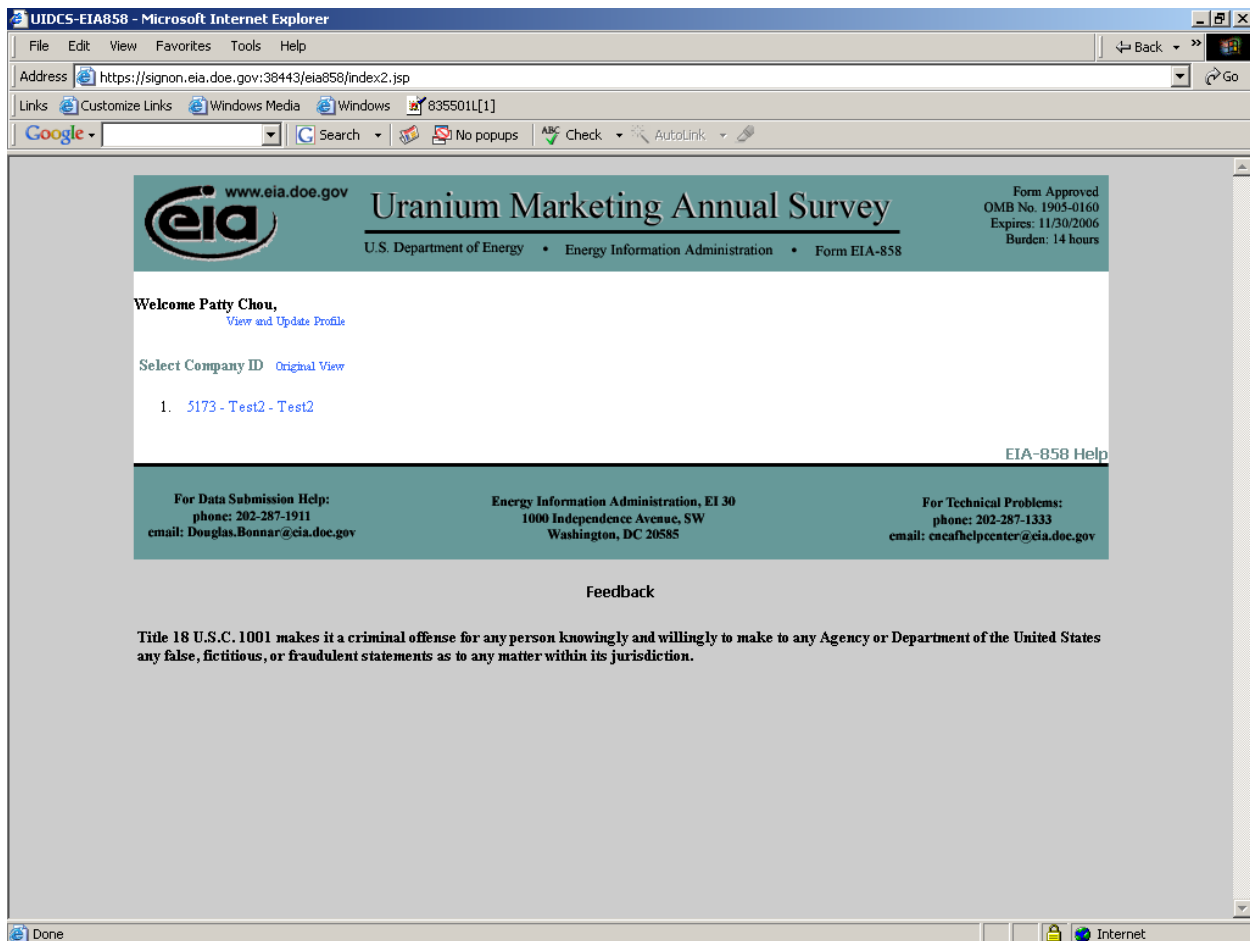 UIDCS-EIA858 - Microsoft Internet Explorer
File Edit View Favorites Tools Help
Back
Address https://signon.eia.doe.gov:38443/eia858/index2.jsp
Go
Links Customize Links Windows Media Windows 835501L[1]
Google Search No popups ABC Check AutoLink
eia www.eia.doe.gov
Uranium Marketing Annual Survey
U.S. Department of Energy • Energy Information Administration • Form EIA-858
Form Approved
OMB No. 1905-0160
Expires: 11/30/2006
Burden: 14 hours
Welcome Patty Chou,
View and Update Profile
Select Company ID Original View
1. 5173 - Test2 - Test2
EIA-858 Help
For Data Submission Help:
phone: 202-287-1911
email: Douglas.Bonnar@eia.doe.gov
Energy Information Administration, EI 30
1000 Independence Avenue, SW
Washington, DC 20585
For Technical Problems:
phone: 202-287-1333
email: cneafhelpcenter@eia.doe.gov
Feedback
Title 18 U.S.C. 1001 makes it a criminal offense for any person knowingly and willingly to make to any Agency or Department of the United States
any false, fictitious, or fraudulent statements as to any matter within its jurisdiction.
Done
Internet